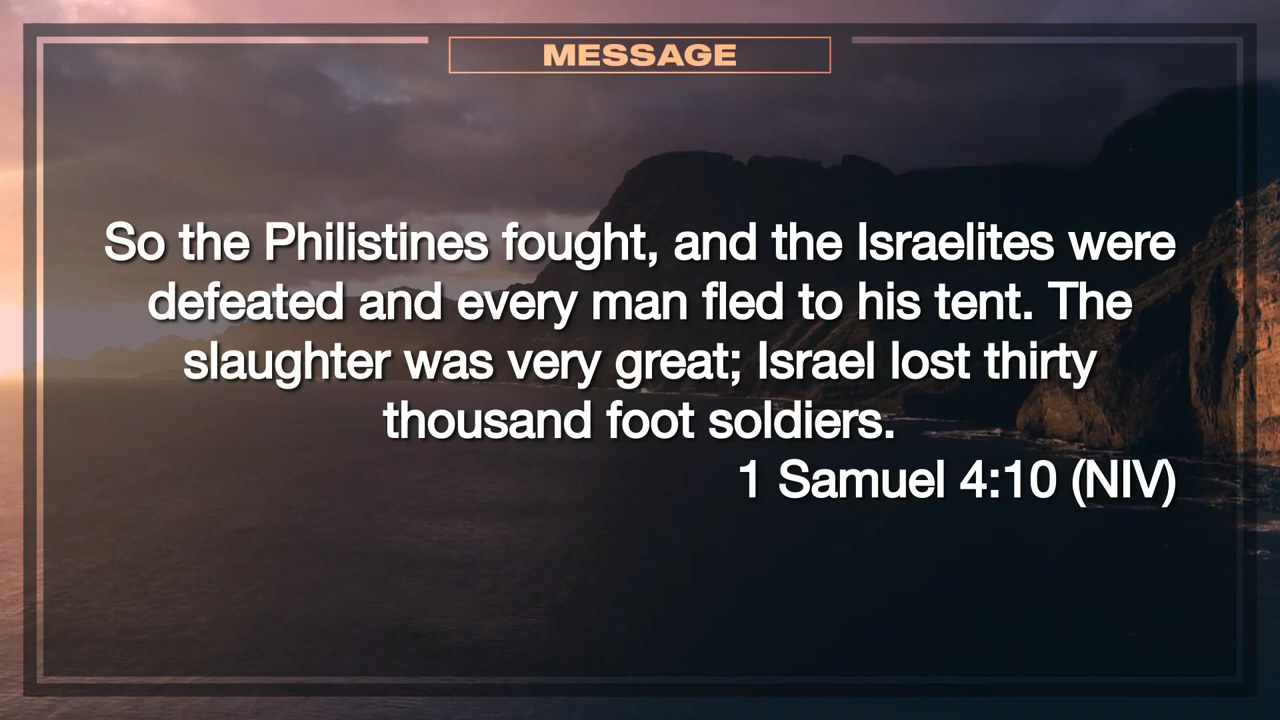 MESSAGE
So the Philistines fought, and the Israelites were
defeated and every man fled to his tent. The
slaughter was very great; Israel lost thirty
thousand foot soldiers.
1 Samuel 4:10 (NIV)